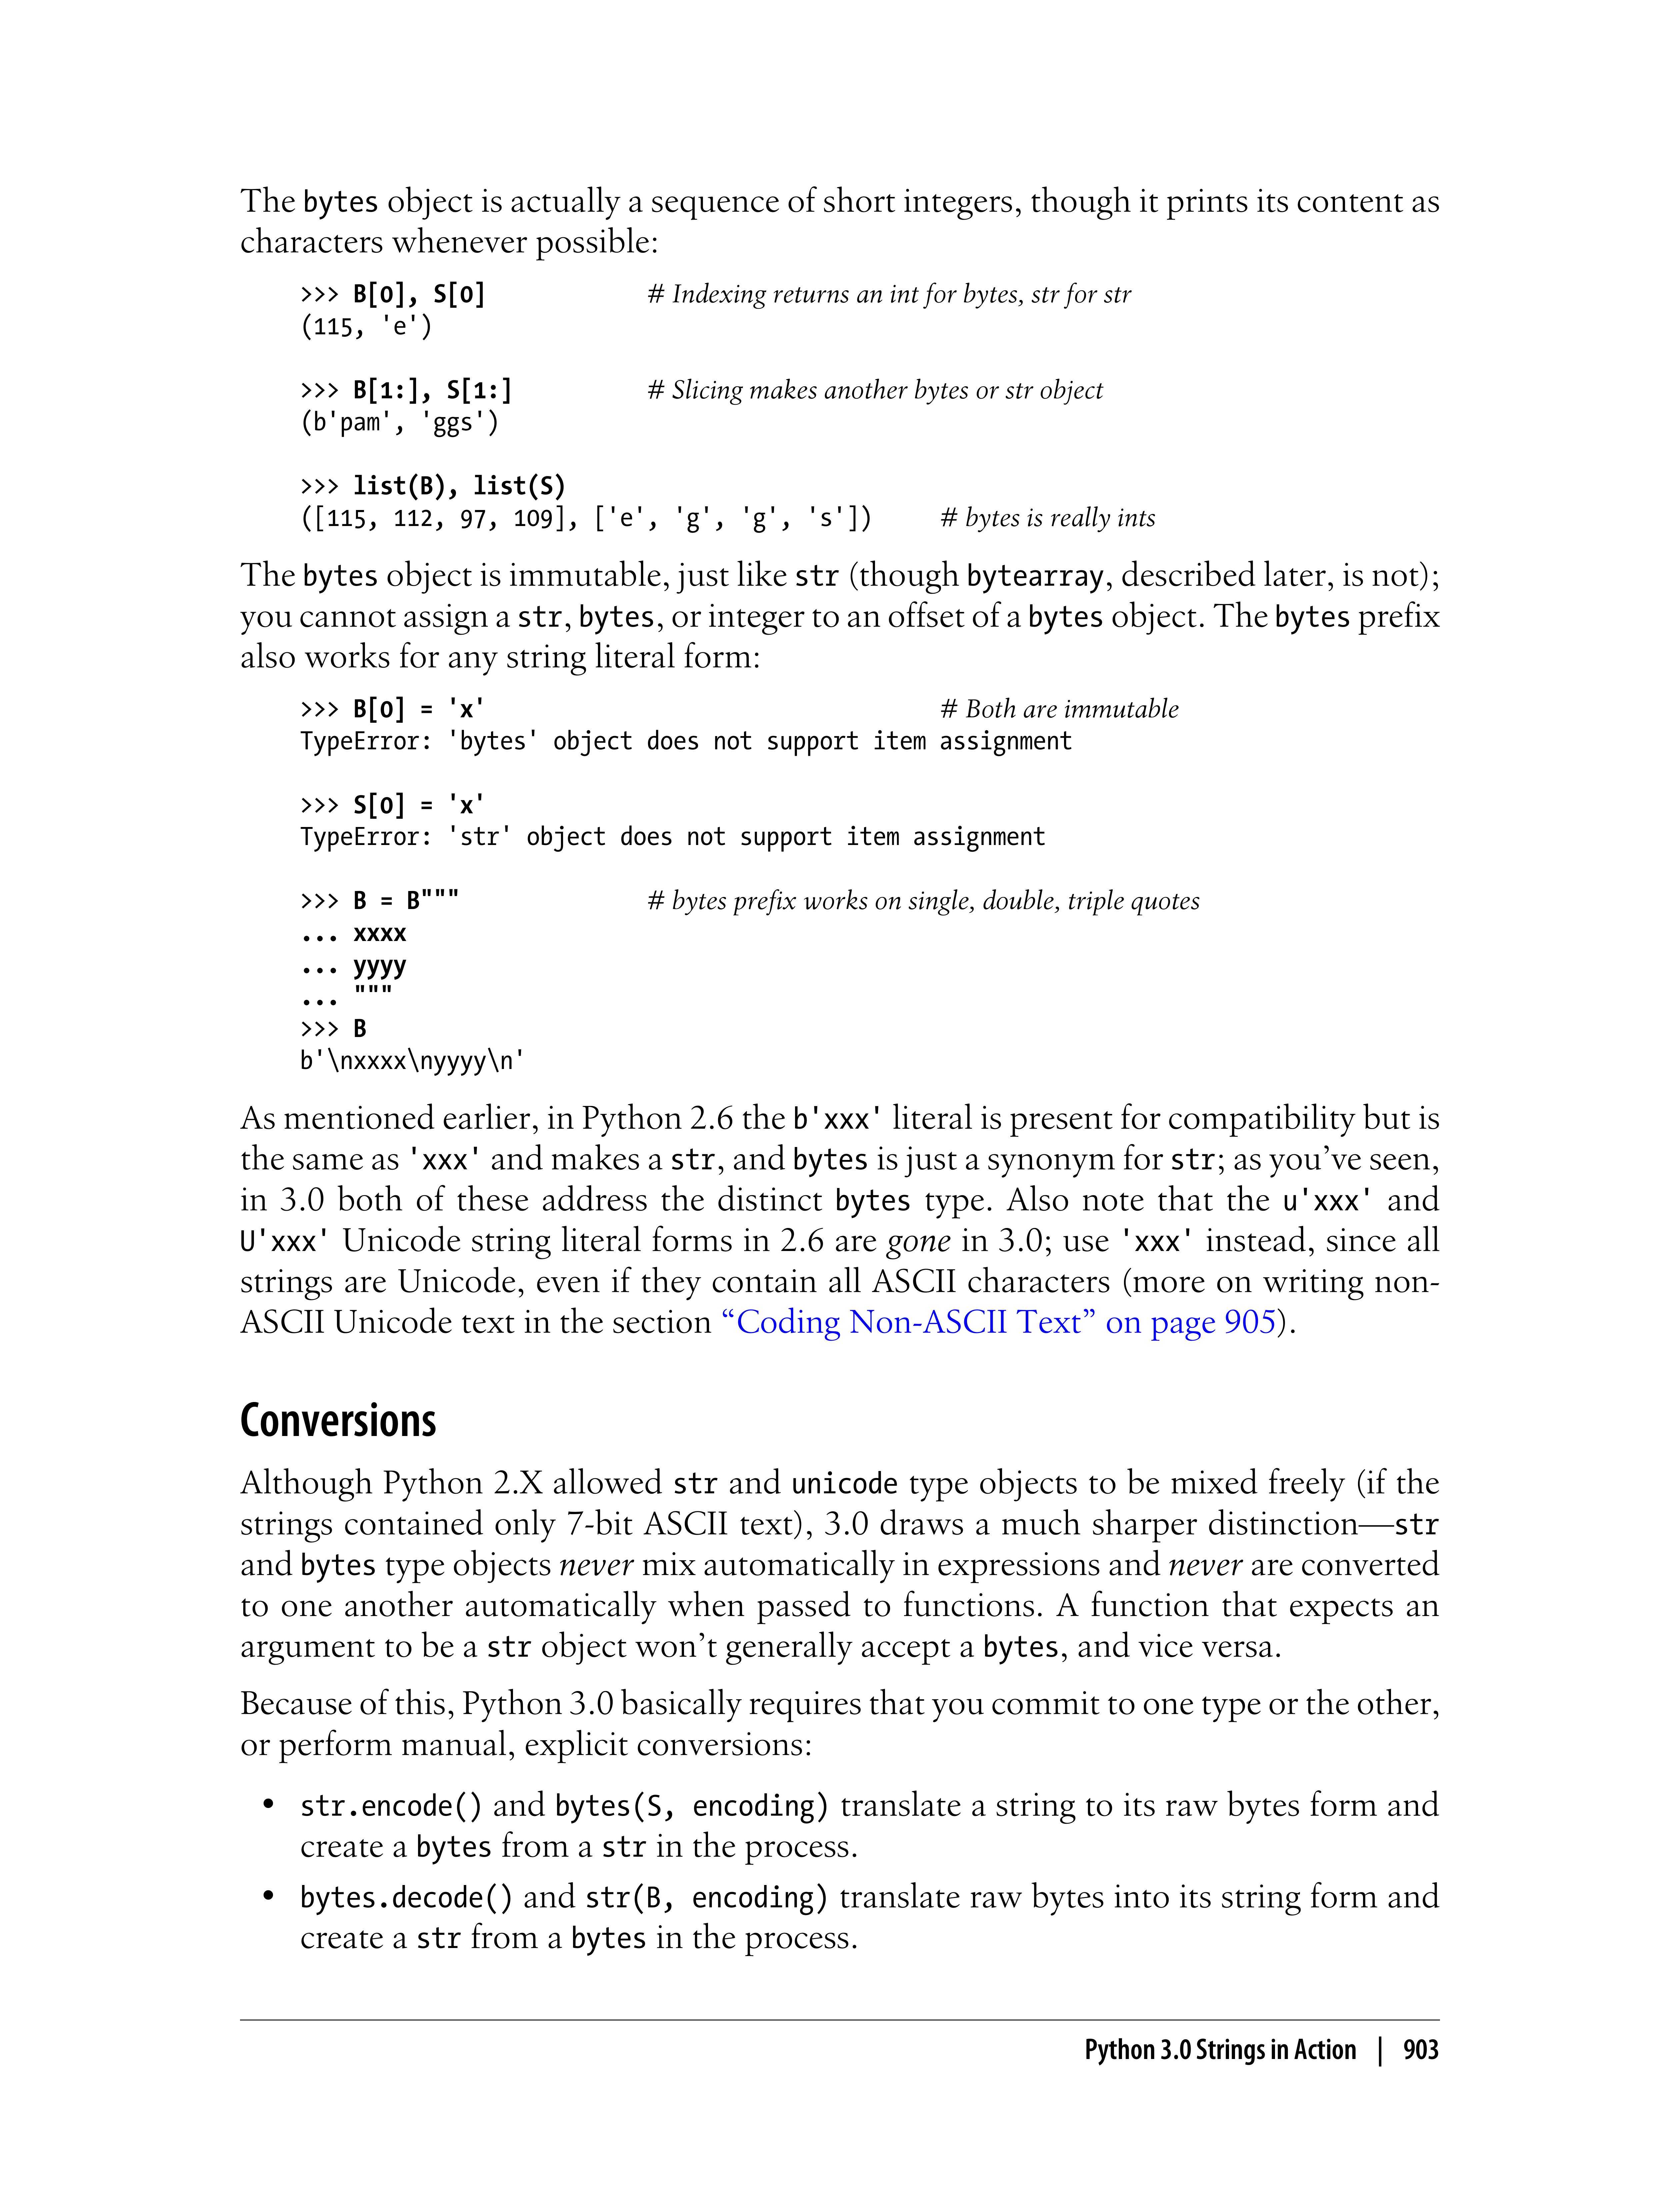 The bytes object is actually a sequence of short integers, though it prints its content as
characters whenever possible:
>>> B[0], S[0] # Indexing returns an int for bytes, str for str
(115, 'e')
>>> B[1:], S[1:] # Slicing makes another bytes or str object
(b'pam', 'ggs')
>>> list(B), list(S)
([115, 112, 97, 109], ['e', 'g', 'g', 's']) # bytes is really ints
The bytes object is immutable, just like str (though bytearray, described later, is not);
you cannot assign a str, bytes, or integer to an offset of a bytes object. The bytes prefix
also works for any string literal form:
>>> B[0] = 'x' # Both are immutable
TypeError: 'bytes' object does not support item assignment
>>> S[0] = 'x'
TypeError: 'str' object does not support item assignment
>>> B = B""" # bytes prefix works on single, double, triple quotes
... xxxx
... yyyy
... """
>>> B
b'\nxxxx\nyyyy\n'
As mentioned earlier, in Python 2.6 the b'xxx' literal is present for compatibility but is
the same as 'xxx' and makes a str, and bytes is just a synonym for str; as you’ve seen,
in 3.0 both of these address the distinct bytes type. Also note that the u'xxx' and
U'xxx' Unicode string literal forms in 2.6 are gone in 3.0; use 'xxx' instead, since all
strings are Unicode, even if they contain all ASCII characters (more on writing non-
ASCII Unicode text in the section “Coding Non-ASCII Text” on page 905).
Conversions
Although Python 2.X allowed str and unicode type objects to be mixed freely (if the
strings contained only 7-bit ASCII text), 3.0 draws a much sharper distinction—str
and bytes type objects never mix automatically in expressions and never are converted
to one another automatically when passed to functions. A function that expects an
argument to be a str object won’t generally accept a bytes, and vice versa.
Because of this, Python 3.0 basically requires that you commit to one type or the other,
or perform manual, explicit conversions:
• str.encode() and bytes(S, encoding) translate a string to its raw bytes form and
create a bytes from a str in the process.
• bytes.decode() and str(B, encoding) translate raw bytes into its string form and
create a str from a bytes in the process.
Python 3.0 Strings in Action | 903